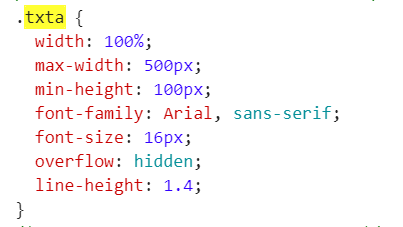 .txta {
width: 100%;
max-width: 500px;
min-height: 100px;
font-family: Arial, sans-serif;
font-size: 16px;
overflow: hidden;
line-height: 1.4;
}